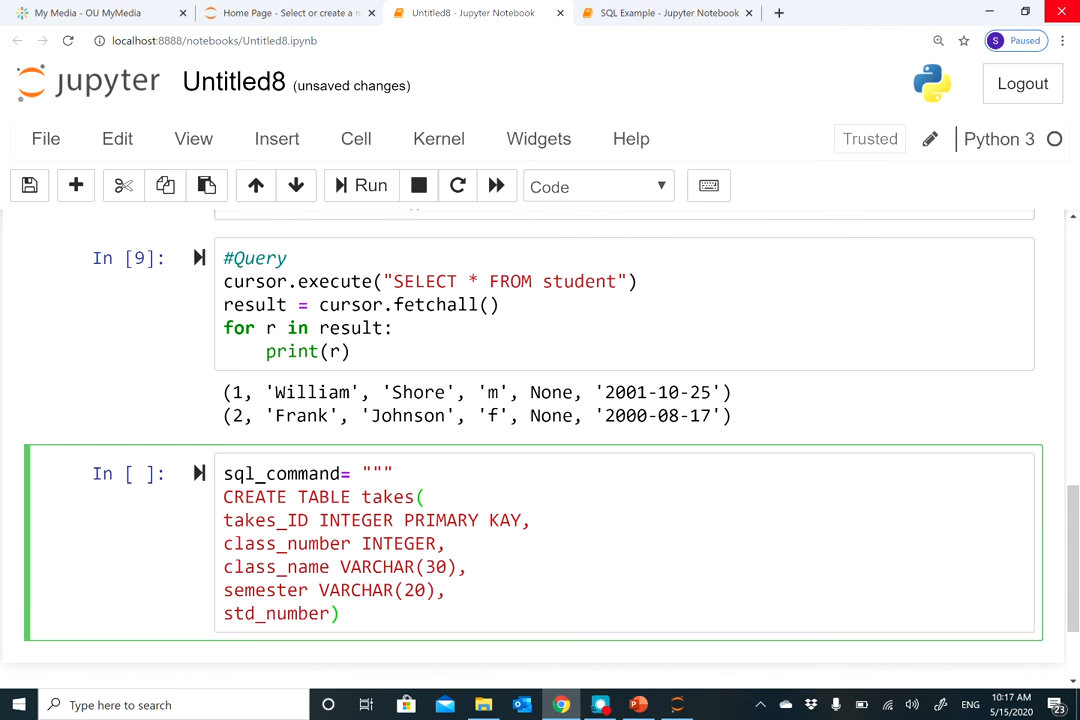 My Media - OU MyMedia
Home Page - Select or create a n
Untitled8 - Jupyter Notebook
SQL Example - Jupyter Notebook
localhost:8888/notebooks/Untitled8.ipynb
S Paused
jupyter Untitled8 (unsaved changes)
Logout
File Edit View Insert Cell Kernel Widgets Help
Trusted
Python 3
Run
Code
In [9]:
#Query
cursor.execute("SELECT * FROM student")
result = cursor.fetchall()
for r in result:
print(r)
(1, 'William', 'Shore', 'm', None, '2001-10-25')
(2, 'Frank', 'Johnson', 'f', None, '2000-08-17')
In [ ]:
sql_command= """
CREATE TABLE takes(
takes_ID INTEGER PRIMARY KAY,
class_number INTEGER,
class_name VARCHAR(30),
semester VARCHAR(20),
std_number)
Type here to search
ENG
10:17 AM
5/15/2020
23